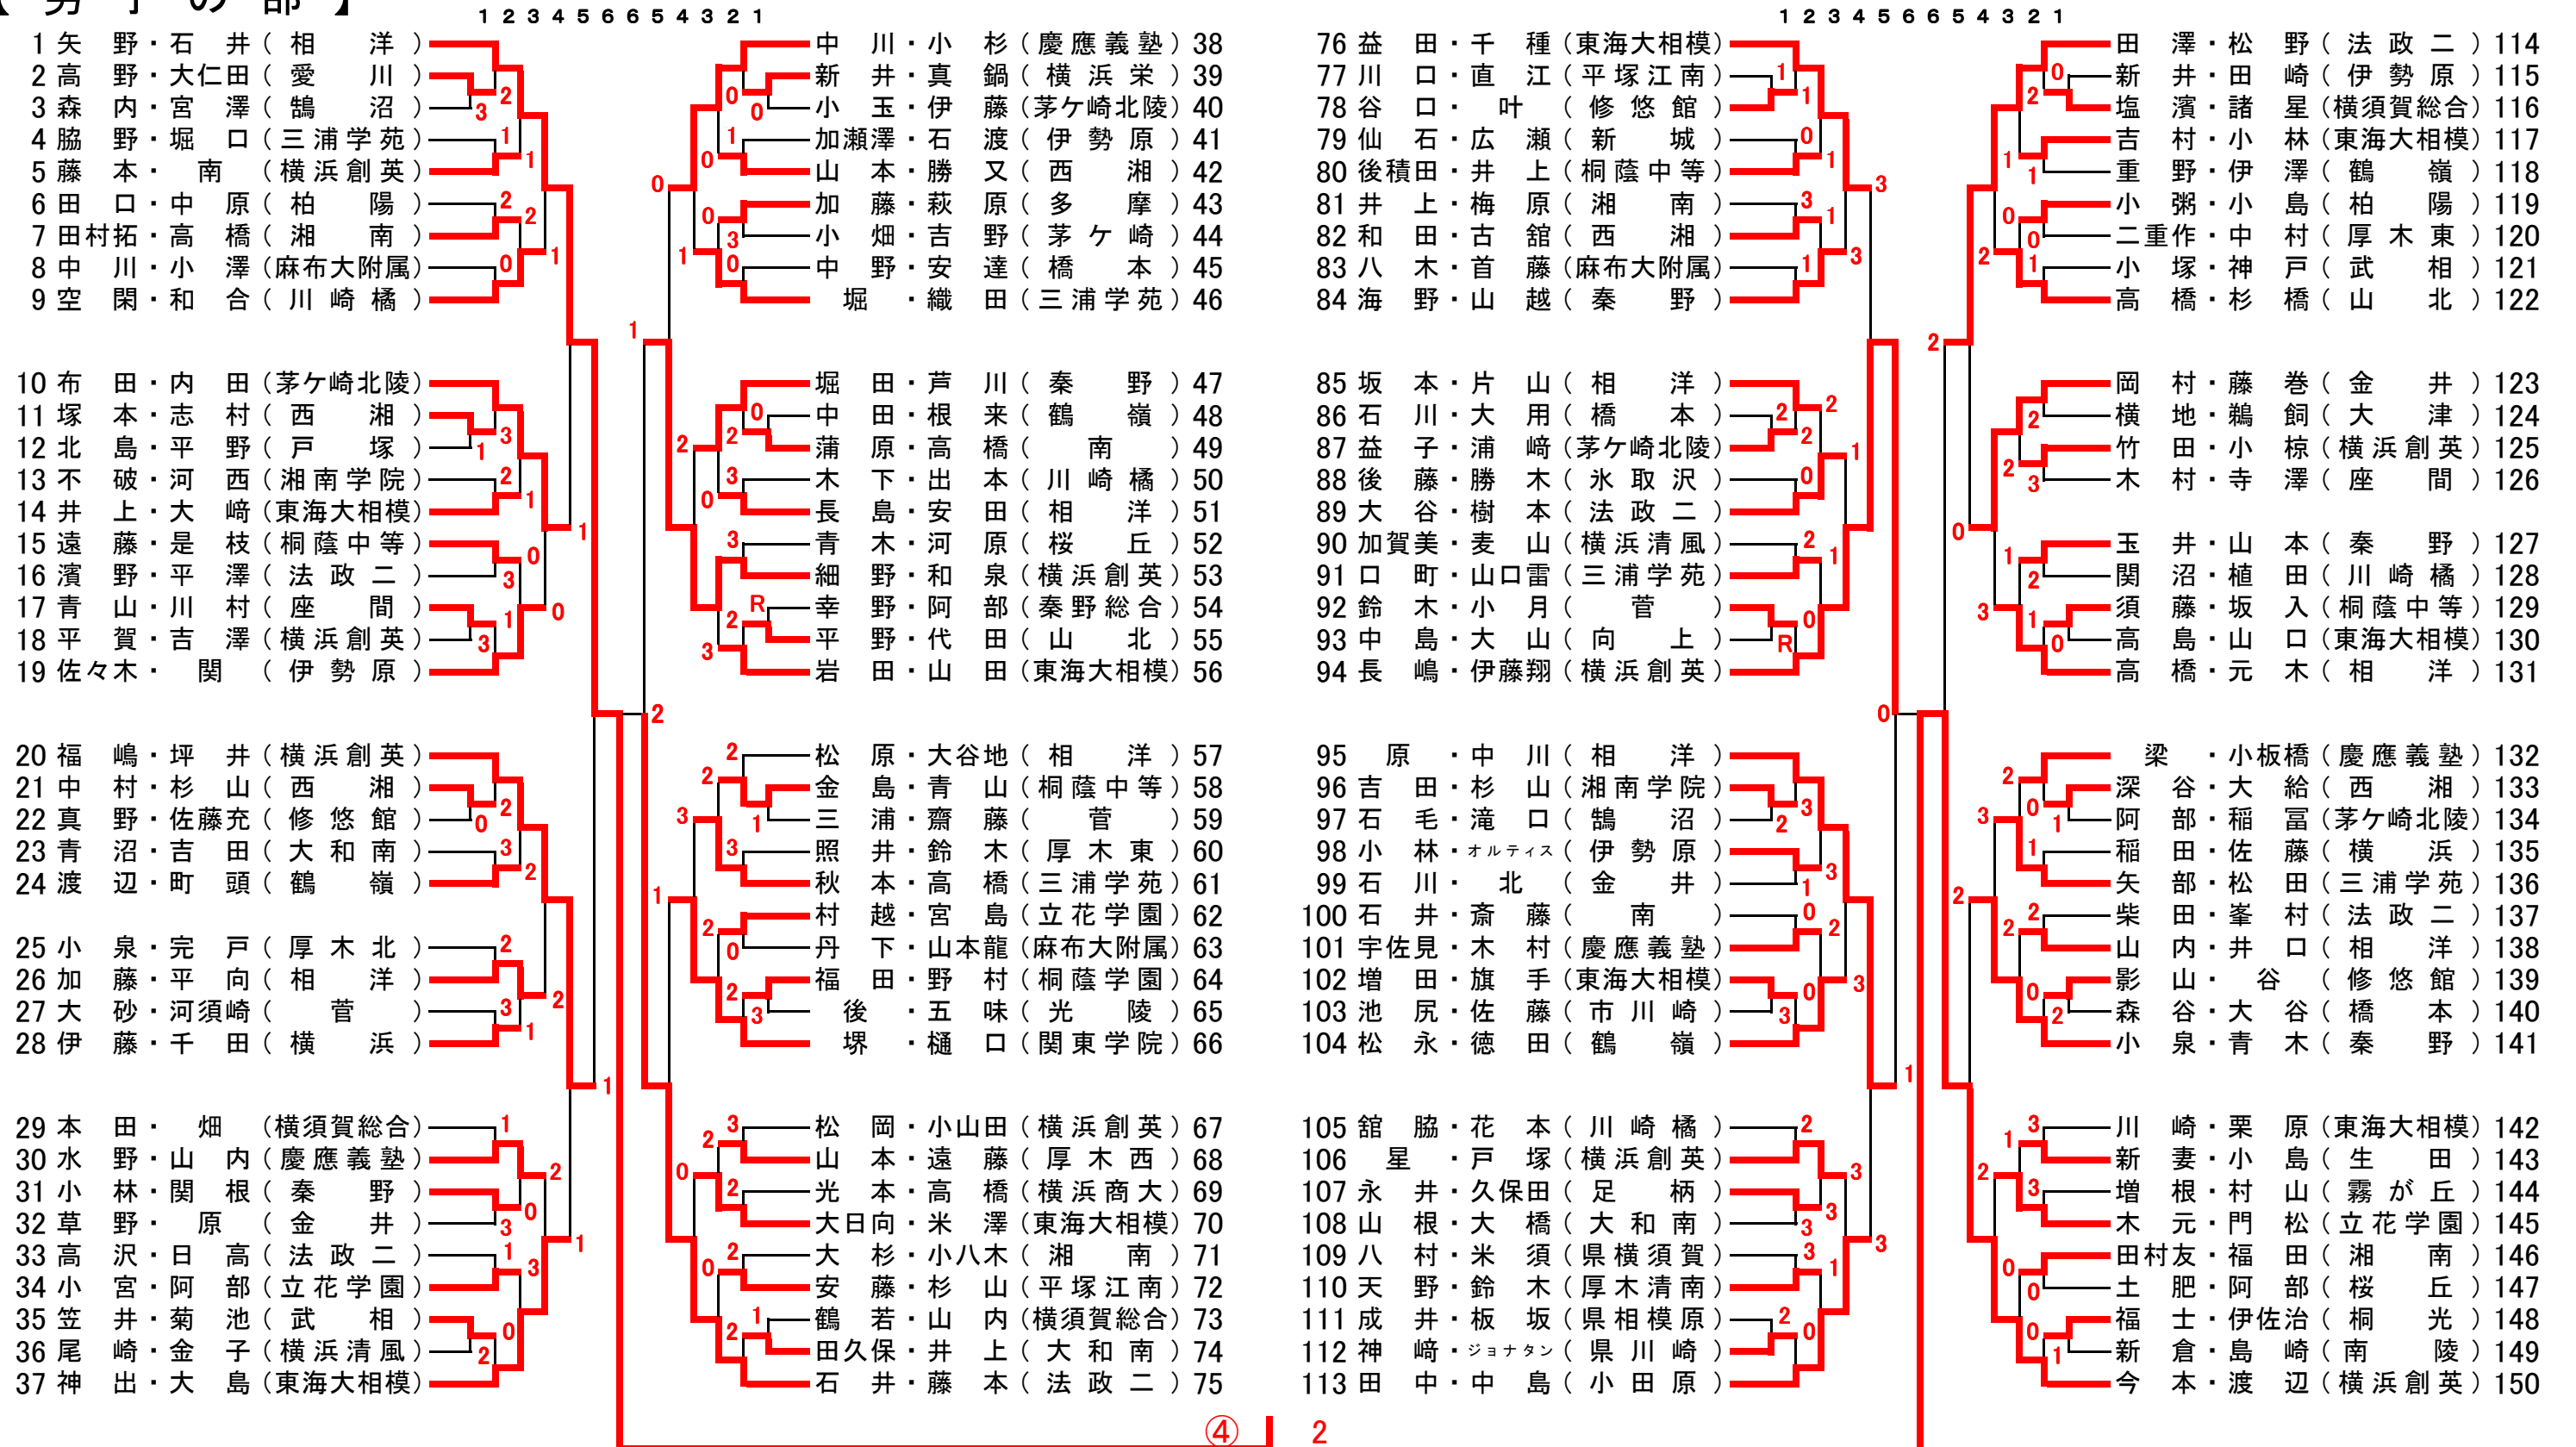 【 男 子 の 部 】
1 2 3 4 5 6 6 5 4 3 2 1
1 矢野・石井(相洋)
2 高野・大仁田(愛川)
3 森内・宮澤(鵠沼)
4 脇野・堀口(三浦学苑)
5 藤本・南(横浜創英)
6 田口・中原(柏陽)
7 田村拓・高橋(湘南)
8 中川・小澤(麻布大附属)
9 空閑・和合(川崎橘)
10 布田・内田(茅ケ崎北陵)
11 塚本・志村(西湘)
12 北島・平野(戸塚)
13 不破・河西(湘南学院)
14 井上・大﨑(東海大相模)
15 遠藤・是枝(桐蔭中等)
16 濱野・平澤(法政二)
17 青山・川村(座間)
18 平賀・吉澤(横浜創英)
19 佐々木・関(伊勢原)
20 福嶋・坪井(横浜創英)
21 中村・杉山(西湘)
22 真野・佐藤充(修悠館)
23 青沼・吉田(大和南)
24 渡辺・町頭(鶴嶺)
25 小泉・完戸(厚木北)
26 加藤・平向(相洋)
27 大砂・河須崎(菅)
28 伊藤・千田(横浜)
29 本田・畑(横須賀総合)
30 水野・山内(慶應義塾)
31 小林・関根(秦野)
32 草野・原(金井)
33 高沢・日高(法政二)
34 小宮・阿部(立花学園)
35 笠井・菊池(武相)
36 尾崎・金子(横浜清風)
37 神出・大島(東海大相模)
中川・小杉(慶應義塾) 38
新井・真鍋(横浜栄) 39
小玉・伊藤(茅ケ崎北陵) 40
加瀬澤・石渡(伊勢原) 41
山本・勝又(西湘) 42
加藤・萩原(多摩) 43
小畑・吉野(茅ケ崎) 44
中野・安達(橋本) 45
堀・織田(三浦学苑) 46
堀田・芦川(秦野) 47
中田・根来(鶴嶺) 48
蒲原・高橋(南) 49
木下・出本(川崎橘) 50
長島・安田(相洋) 51
青木・河原(桜丘) 52
細野・和泉(横浜創英) 53
幸野・阿部(秦野総合) 54
平野・代田(山北) 55
岩田・山田(東海大相模) 56
松原・大谷地(相洋) 57
金島・青山(桐蔭中等) 58
三浦・齋藤(菅) 59
照井・鈴木(厚木東) 60
秋本・高橋(三浦学苑) 61
村越・宮島(立花学園) 62
丹下・山本龍(麻布大附属) 63
福田・野村(桐蔭学園) 64
後・五味(光陵) 65
堺・樋口(関東学院) 66
松岡・小山田(横浜創英) 67
山本・遠藤(厚木西) 68
光本・高橋(横浜商大) 69
大日向・米澤(東海大相模) 70
大杉・小八木(湘南) 71
安藤・杉山(平塚江南) 72
鶴若・山内(横須賀総合) 73
田久保・井上(大和南) 74
石井・藤本(法政二) 75
1 2 3 4 5 6 6 5 4 3 2 1
76 益田・千種(東海大相模)
77 川口・直江(平塚江南)
78 谷口・叶(修悠館)
79 仙石・広瀬(新城)
80 後積田・井上(桐蔭中等)
81 井上・梅原(湘南)
82 和田・古舘(西湘)
83 八木・首藤(麻布大附属)
84 海野・山越(秦野)
85 坂本・片山(相洋)
86 石川・大用(橋本)
87 益子・浦﨑(茅ケ崎北陵)
88 後藤・勝木(氷取沢)
89 大谷・樹本(法政二)
90 加賀美・麦山(横浜清風)
91 口町・山口雷(三浦学苑)
92 鈴木・小月(菅)
93 中島・大山(向上)
94 長嶋・伊藤翔(横浜創英)
95 原・中川(相洋)
96 吉田・杉山(湘南学院)
97 石毛・滝口(鵠沼)
98 小林・オルティス(伊勢原)
99 石川・北(金井)
100 石井・斎藤(南)
101 宇佐見・木村(慶應義塾)
102 増田・旗手(東海大相模)
103 池尻・佐藤(市川崎)
104 松永・徳田(鶴嶺)
105 舘脇・花本(川崎橘)
106 星・戸塚(横浜創英)
107 永井・久保田(足柄)
108 山根・大橋(大和南)
109 八村・米須(県横須賀)
110 天野・鈴木(厚木清南)
111 成井・板坂(県相模原)
112 神﨑・ジョナタン(県川崎)
113 田中・中島(小田原)
田澤・松野(法政二) 114
新井・田崎(伊勢原) 115
塩濱・諸星(横須賀総合) 116
吉村・小林(東海大相模) 117
重野・伊澤(鶴嶺) 118
小粥・小島(柏陽) 119
二重作・中村(厚木東) 120
小塚・神戸(武相) 121
高橋・杉橋(山北) 122
岡村・藤巻(金井) 123
横地・鵜飼(大津) 124
竹田・小椋(横浜創英) 125
木村・寺澤(座間) 126
玉井・山本(秦野) 127
関沼・植田(川崎橘) 128
須藤・坂入(桐蔭中等) 129
高島・山口(東海大相模) 130
高橋・元木(相洋) 131
梁・小板橋(慶應義塾) 132
深谷・大給(西湘) 133
阿部・稲冨(茅ケ崎北陵) 134
稲田・佐藤(横浜) 135
矢部・松田(三浦学苑) 136
柴田・峯村(法政二) 137
山内・井口(相洋) 138
影山・谷(修悠館) 139
森谷・大谷(橋本) 140
小泉・青木(秦野) 141
川崎・栗原(東海大相模) 142
新妻・小島(生田) 143
増根・村山(霧が丘) 144
木元・門松(立花学園) 145
田村友・福田(湘南) 146
土肥・阿部(桜丘) 147
福士・伊佐治(桐光) 148
新倉・島崎(南陵) 149
今本・渡辺(横浜創英) 150
④ 2